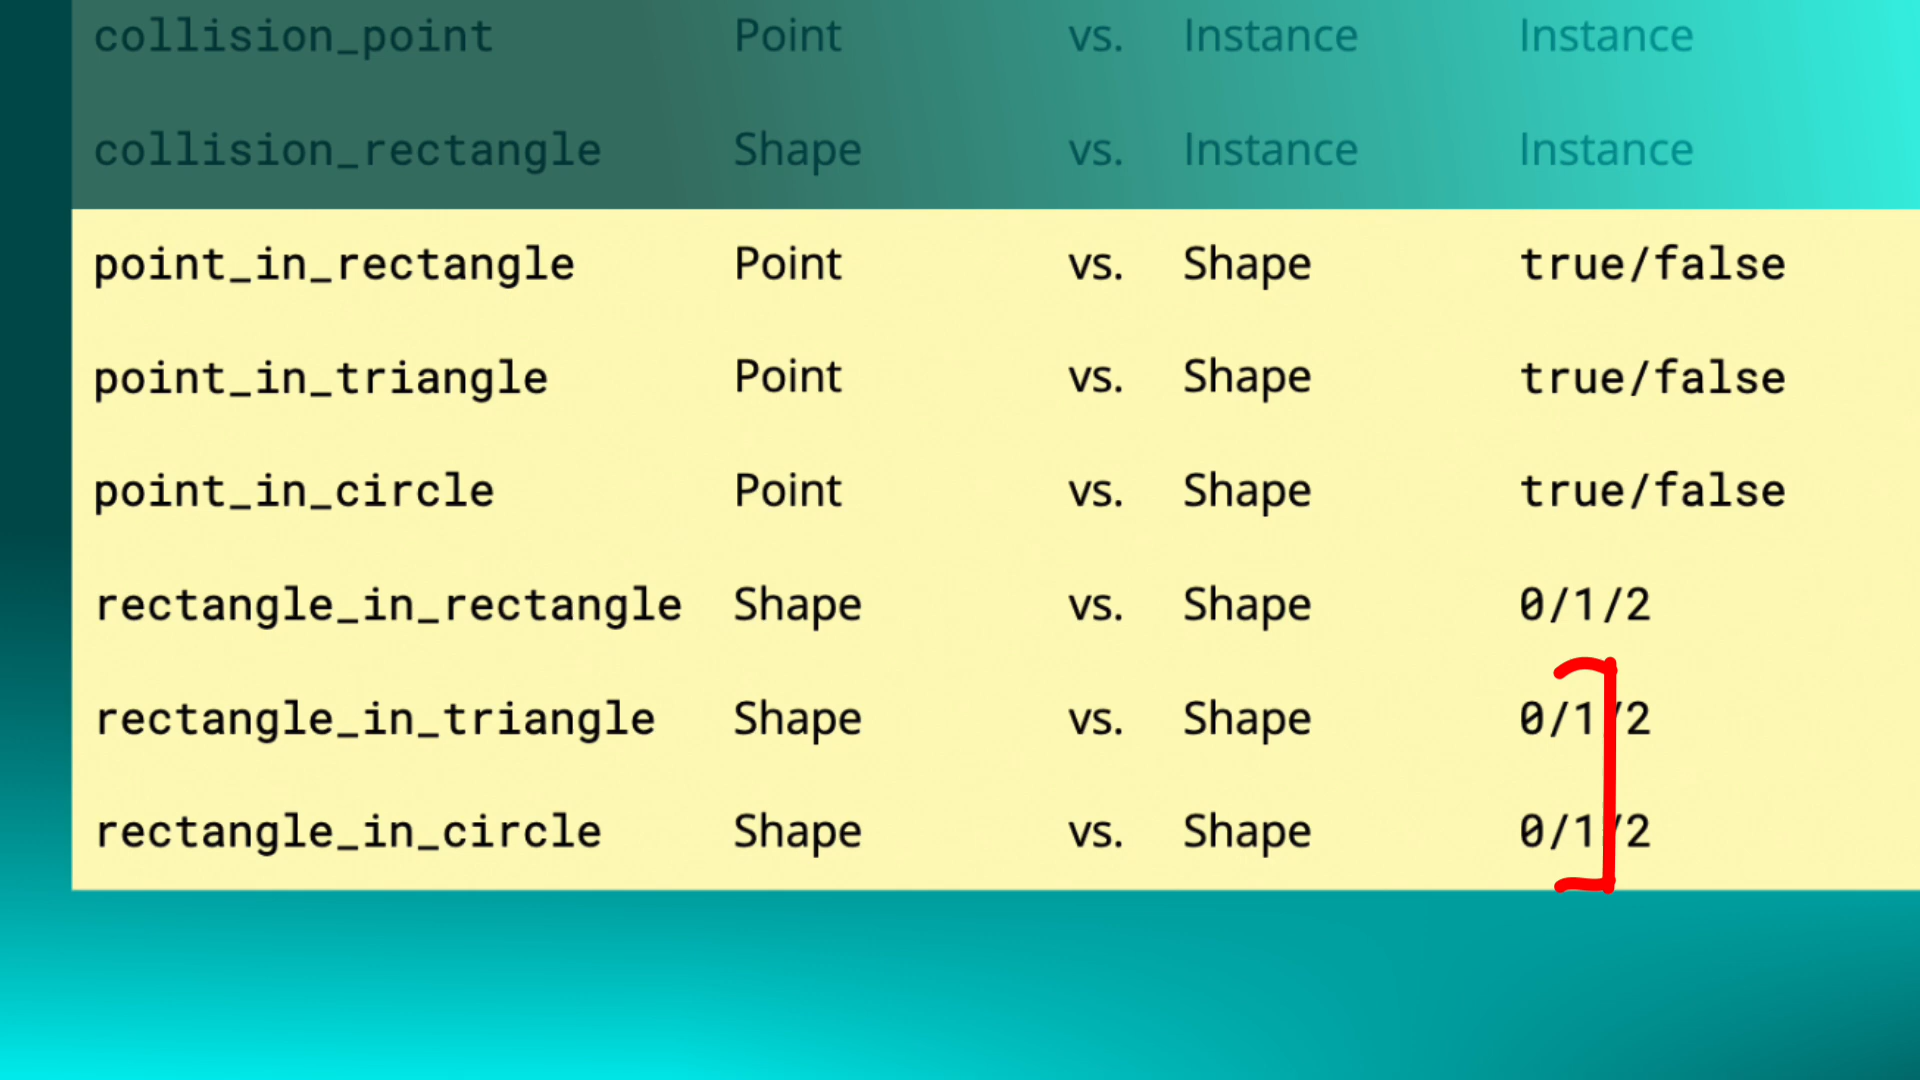 collision_point Point vs. Instance Instance
collision_rectangle Shape vs. Instance Instance
point_in_rectangle Point vs. Shape true/false
point_in_triangle Point vs. Shape true/false
point_in_circle Point vs. Shape true/false
rectangle_in_rectangle Shape vs. Shape 0/1/2
rectangle_in_triangle Shape vs. Shape 0/1/2
rectangle_in_circle Shape vs. Shape 0/1/2